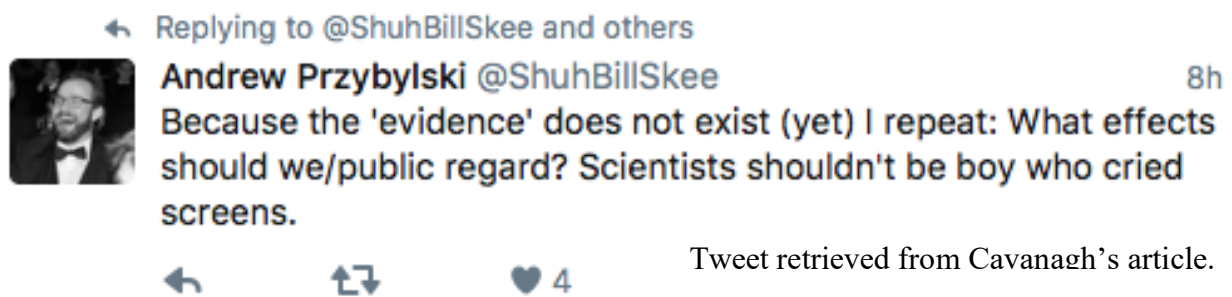 Replying to @ShuhBillSkee and others
Andrew Przybylski @ShuhBillSkee 8h
Because the 'evidence' does not exist (yet) I repeat: What effects
should we/public regard? Scientists shouldn't be boy who cried
screens.
4
Tweet retrieved from Cavanagh's article.